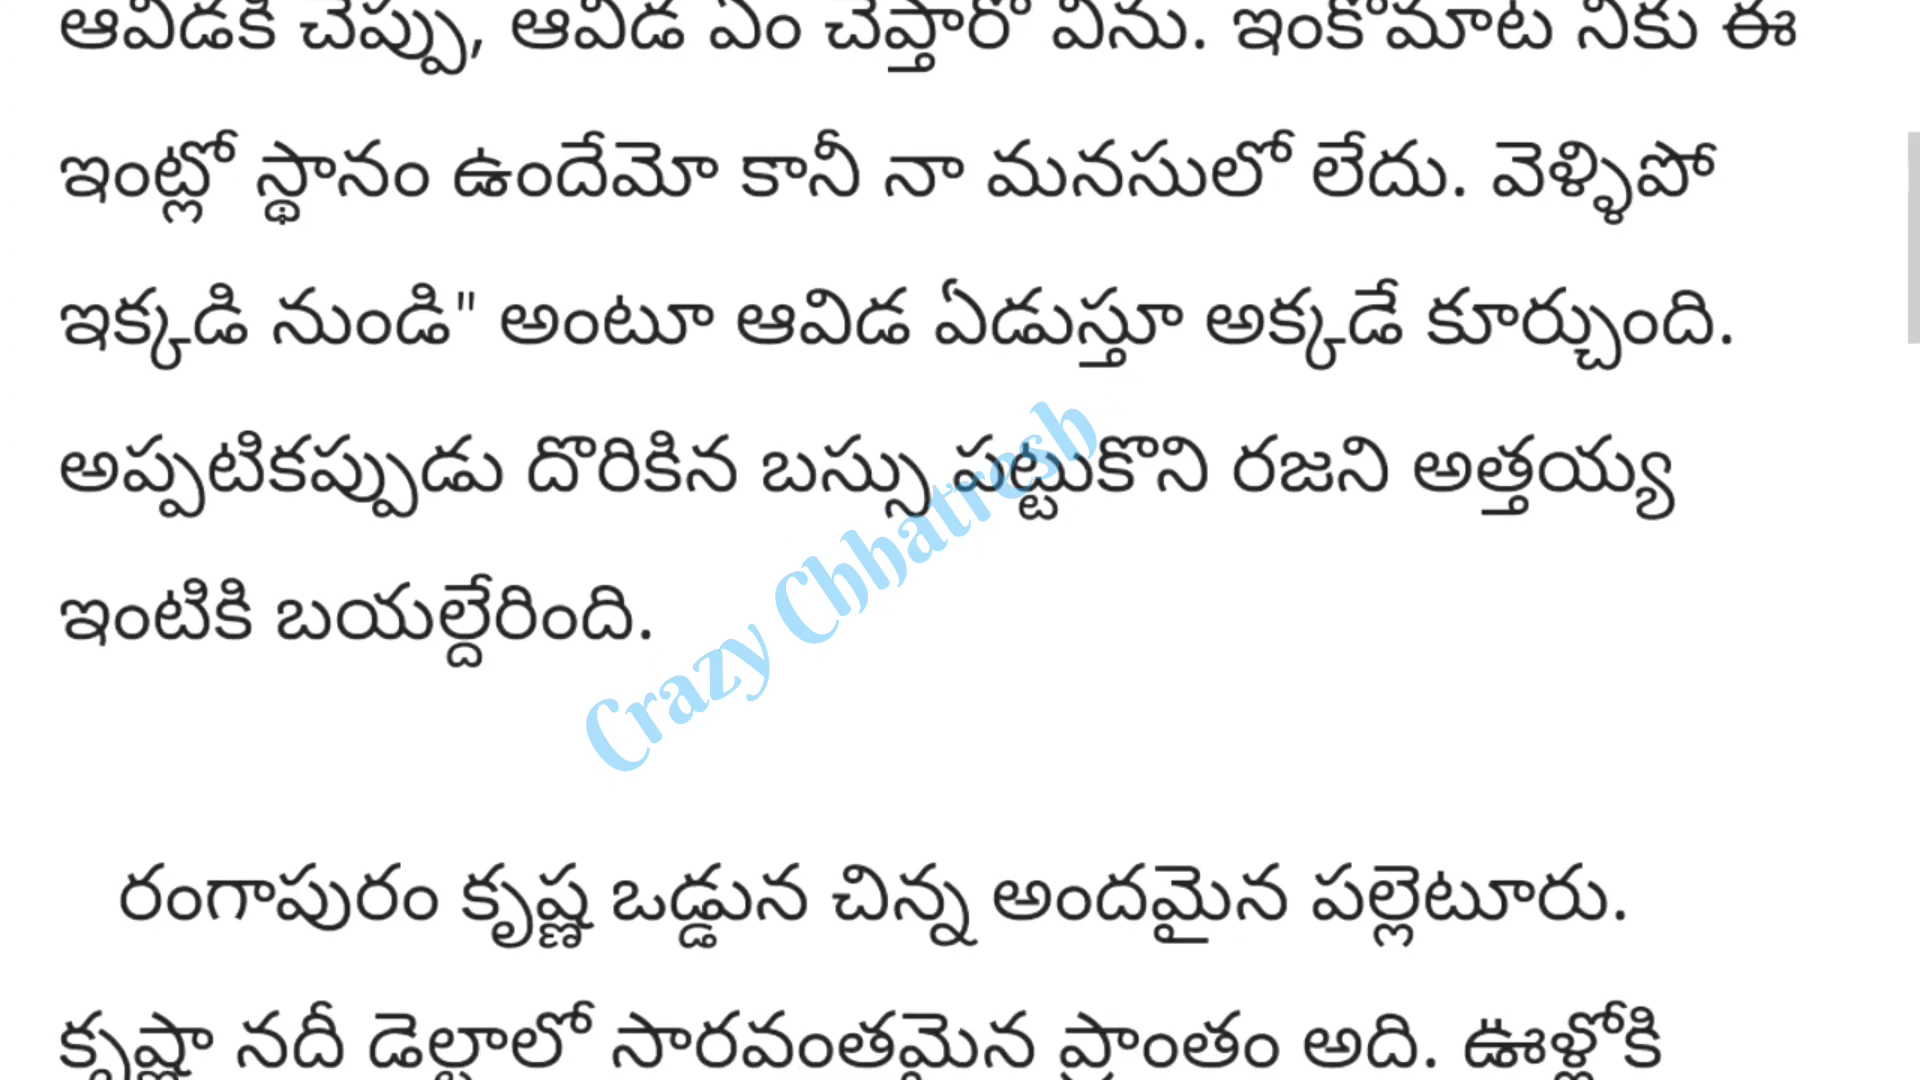 ఆవిడకి చెప్పు, ఆవిడ ఏం చేప్తారో విను. ఇంకోమాట నీకు ఈ
ఇంట్లో స్థానం ఉందేమో కానీ నా మనసులో లేదు. వెళ్ళిపో
ఇక్కడి నుండి" అంటూ ఆవిడ ఏడుస్తూ అక్కడే కూర్చుంది.
అప్పటికప్పుడు దొరికిన బస్సు పట్టుకొని రజని అత్తయ్య
ఇంటికి బయల్దేరింది.
Crazy Chhatresh
రంగాపురం కృష్ణ ఒడ్డున చిన్న అందమైన పల్లెటూరు.
కృష్ణా నదీ డెల్టాలో సారవంతమైన ప్రాంతం అది. ఊళ్లోకి